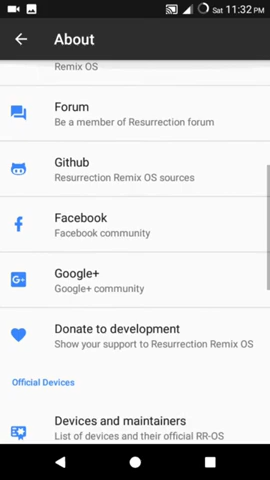 Sat 11:32 PM
About
Remix OS
Forum
Be a member of Resurrection forum
Github
Resurrection Remix OS sources
Facebook
Facebook community
G+
Google+
Google+ community
Donate to development
Show your support to Resurrection Remix OS
Official Devices
Devices and maintainers
List of devices and their official RR-OS